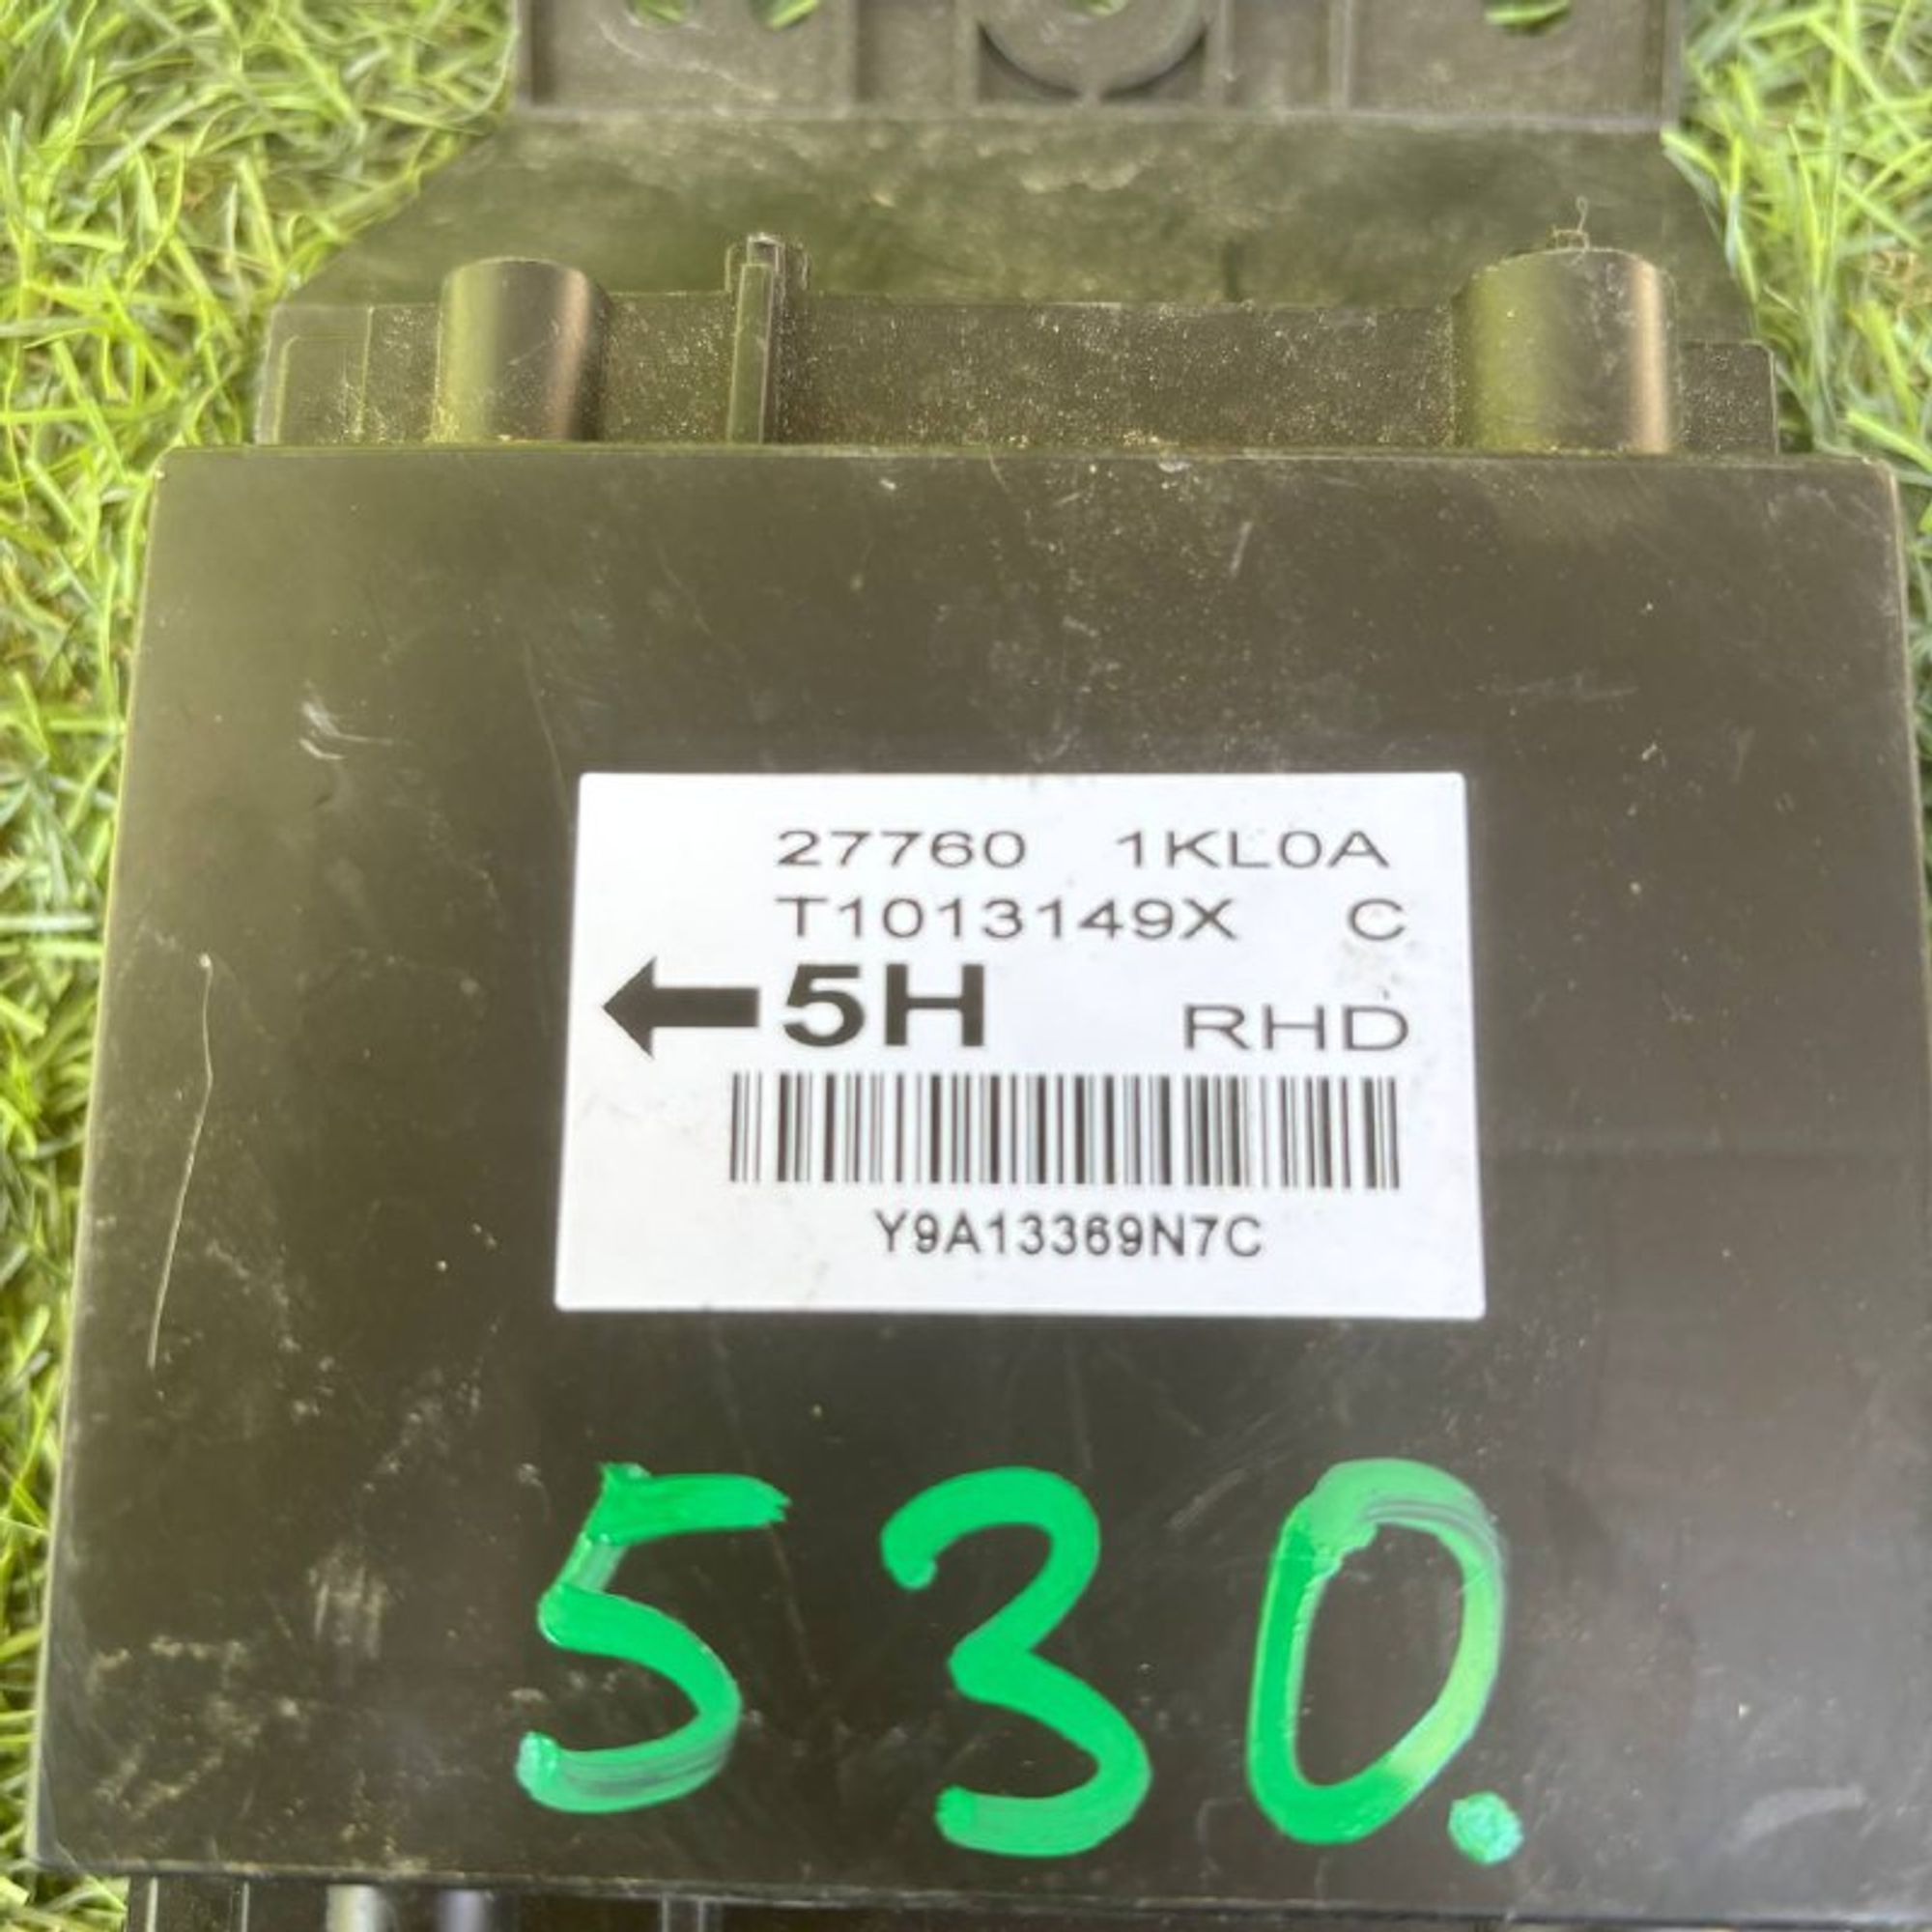 27760 1KL0A
T1013149X C
5H RHD
Y9A13369N7C
530.